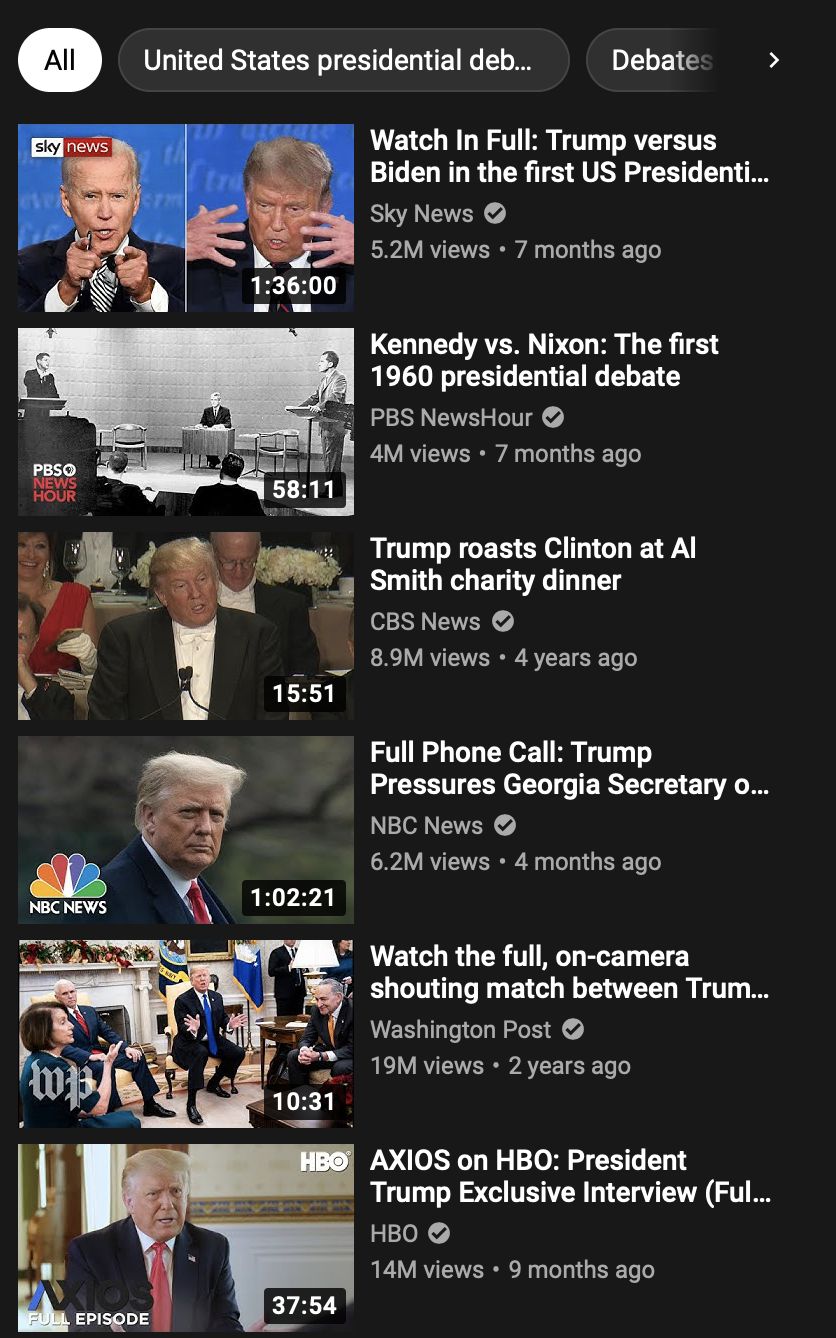 All
United States presidential deb...
Debates
sky news
1:36:00
Watch In Full: Trump versus
Biden in the first US Presidenti...
Sky News
5.2M views • 7 months ago
PBS
NEWS
HOUR
58:11
Kennedy vs. Nixon: The first
1960 presidential debate
PBS NewsHour
4M views • 7 months ago
15:51
Trump roasts Clinton at Al
Smith charity dinner
CBS News
8.9M views • 4 years ago
NBC NEWS
1:02:21
Full Phone Call: Trump
Pressures Georgia Secretary o...
NBC News
6.2M views • 4 months ago
wp
10:31
Watch the full, on-camera
shouting match between Trum...
Washington Post
19M views • 2 years ago
HBO
AXIOS
FULL EPISODE
37:54
AXIOS on HBO: President
Trump Exclusive Interview (Ful...
HBO
14M views • 9 months ago